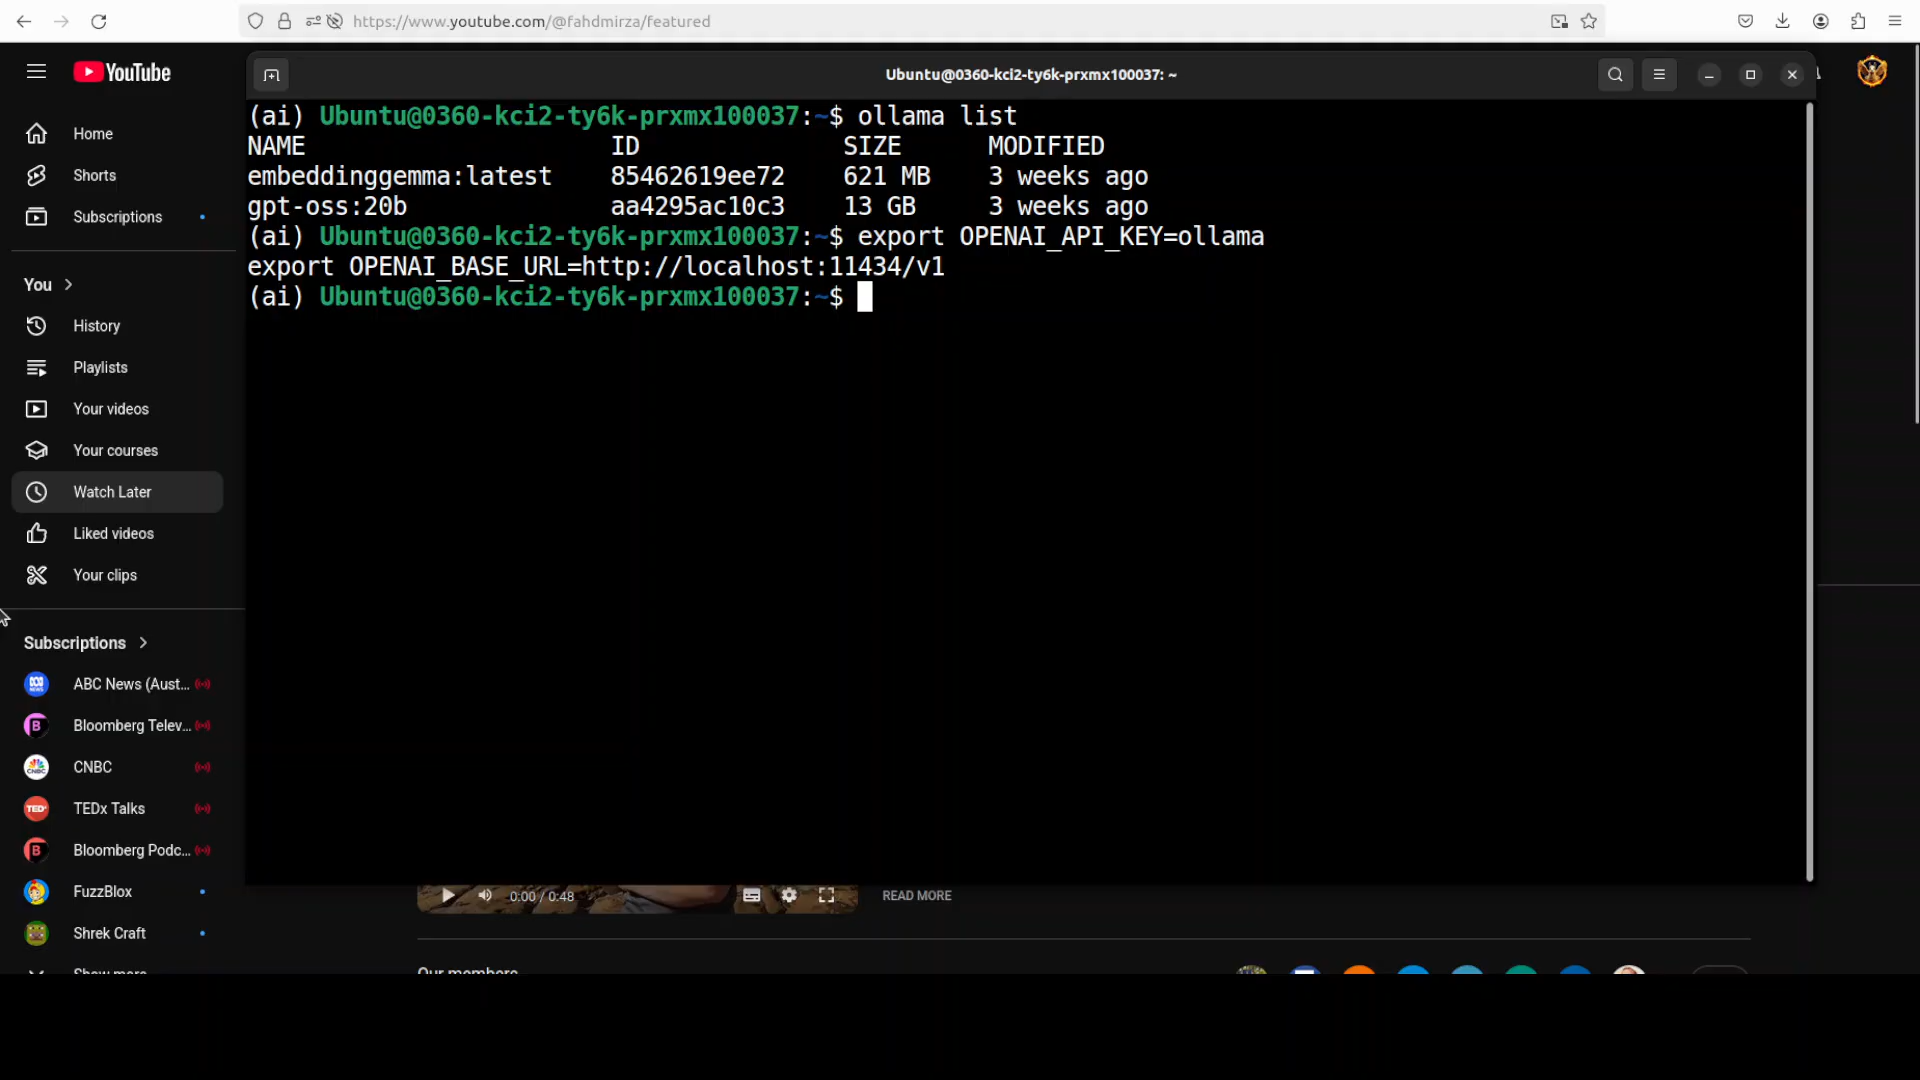 https://www.youtube.com/@fahdmirza/featured
YouTube
Home
Shorts
Subscriptions
You
History
Playlists
Your videos
Your courses
Watch Later
Liked videos
Your clips
Subscriptions
ABC News (Aust...
Bloomberg Telev...
CNBC
TEDx Talks
Bloomberg Podc...
FuzzBlox
Shrek Craft
Show more
Ubuntu@0360-kci2-ty6k-prxmx100037: ~
(ai) Ubuntu@0360-kci2-ty6k-prxmx100037:~$ ollama list
NAME ID SIZE MODIFIED
embeddinggemma:latest 85462619ee72 621 MB 3 weeks ago
gpt-oss:20b aa4295ac10c3 13 GB 3 weeks ago
(ai) Ubuntu@0360-kci2-ty6k-prxmx100037:~$ export OPENAI_API_KEY=ollama
export OPENAI_BASE_URL=http://localhost:11434/v1
(ai) Ubuntu@0360-kci2-ty6k-prxmx100037:~$
0:00 / 0:48
READ MORE
Our members